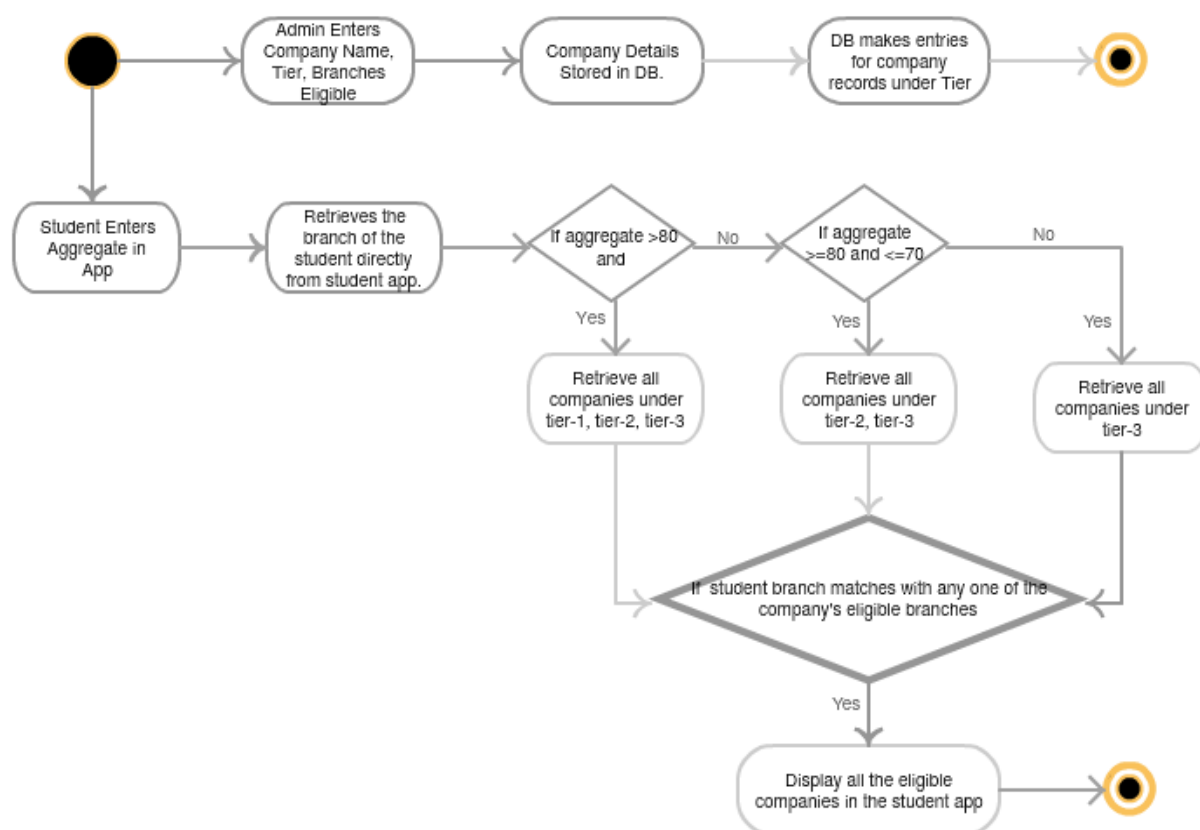 Admin Enters
Company Name,
Tier, Branches
Eligible
Company Details
Stored in DB.
DB makes entries
for company
records under Tier
Student Enters
Aggregate in
App
Retrieves the
branch of the
student directly
from student app.
If aggregate >80
and
No
If aggregate
>=80 and <=70
No
Yes
Yes
Yes
Retrieve all
companies under
tier-1, tier-2, tier-3
Retrieve all
companies under
tier-2, tier-3
Retrieve all
companies under
tier-3
If student branch matches with any one of the
company's eligible branches
Yes
Display all the eligible
companies in the student app